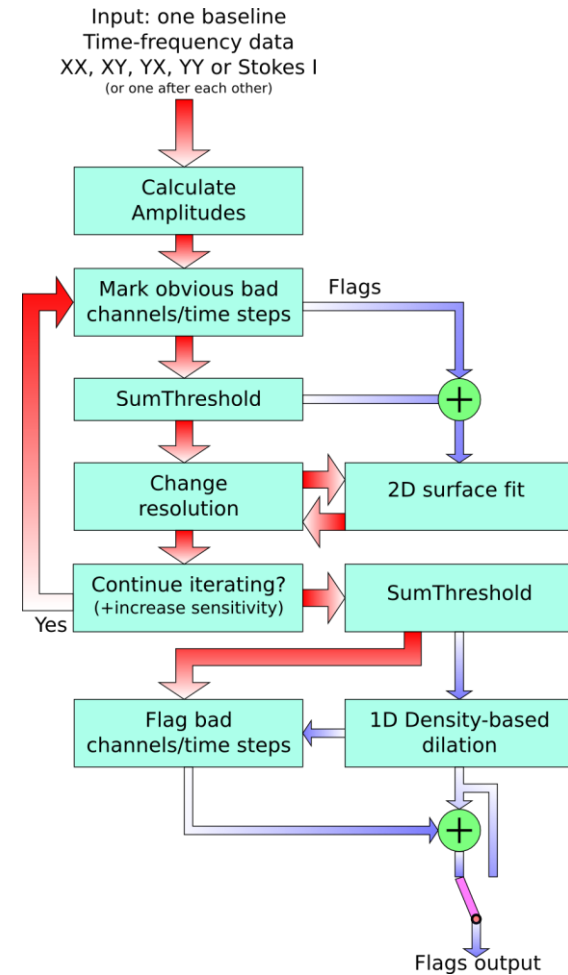 Input: one baseline
Time-frequency data
XX, XY, YX, YY or Stokes I
(or one after each other)
Calculate
Amplitudes
Mark obvious bad
channels/time steps
Flags
SumThreshold
+
Change
resolution
2D surface fit
Continue iterating?
(+increase sensitivity)
Yes
SumThreshold
Flag bad
channels/time steps
1D Density-based
dilation
+
Flags output